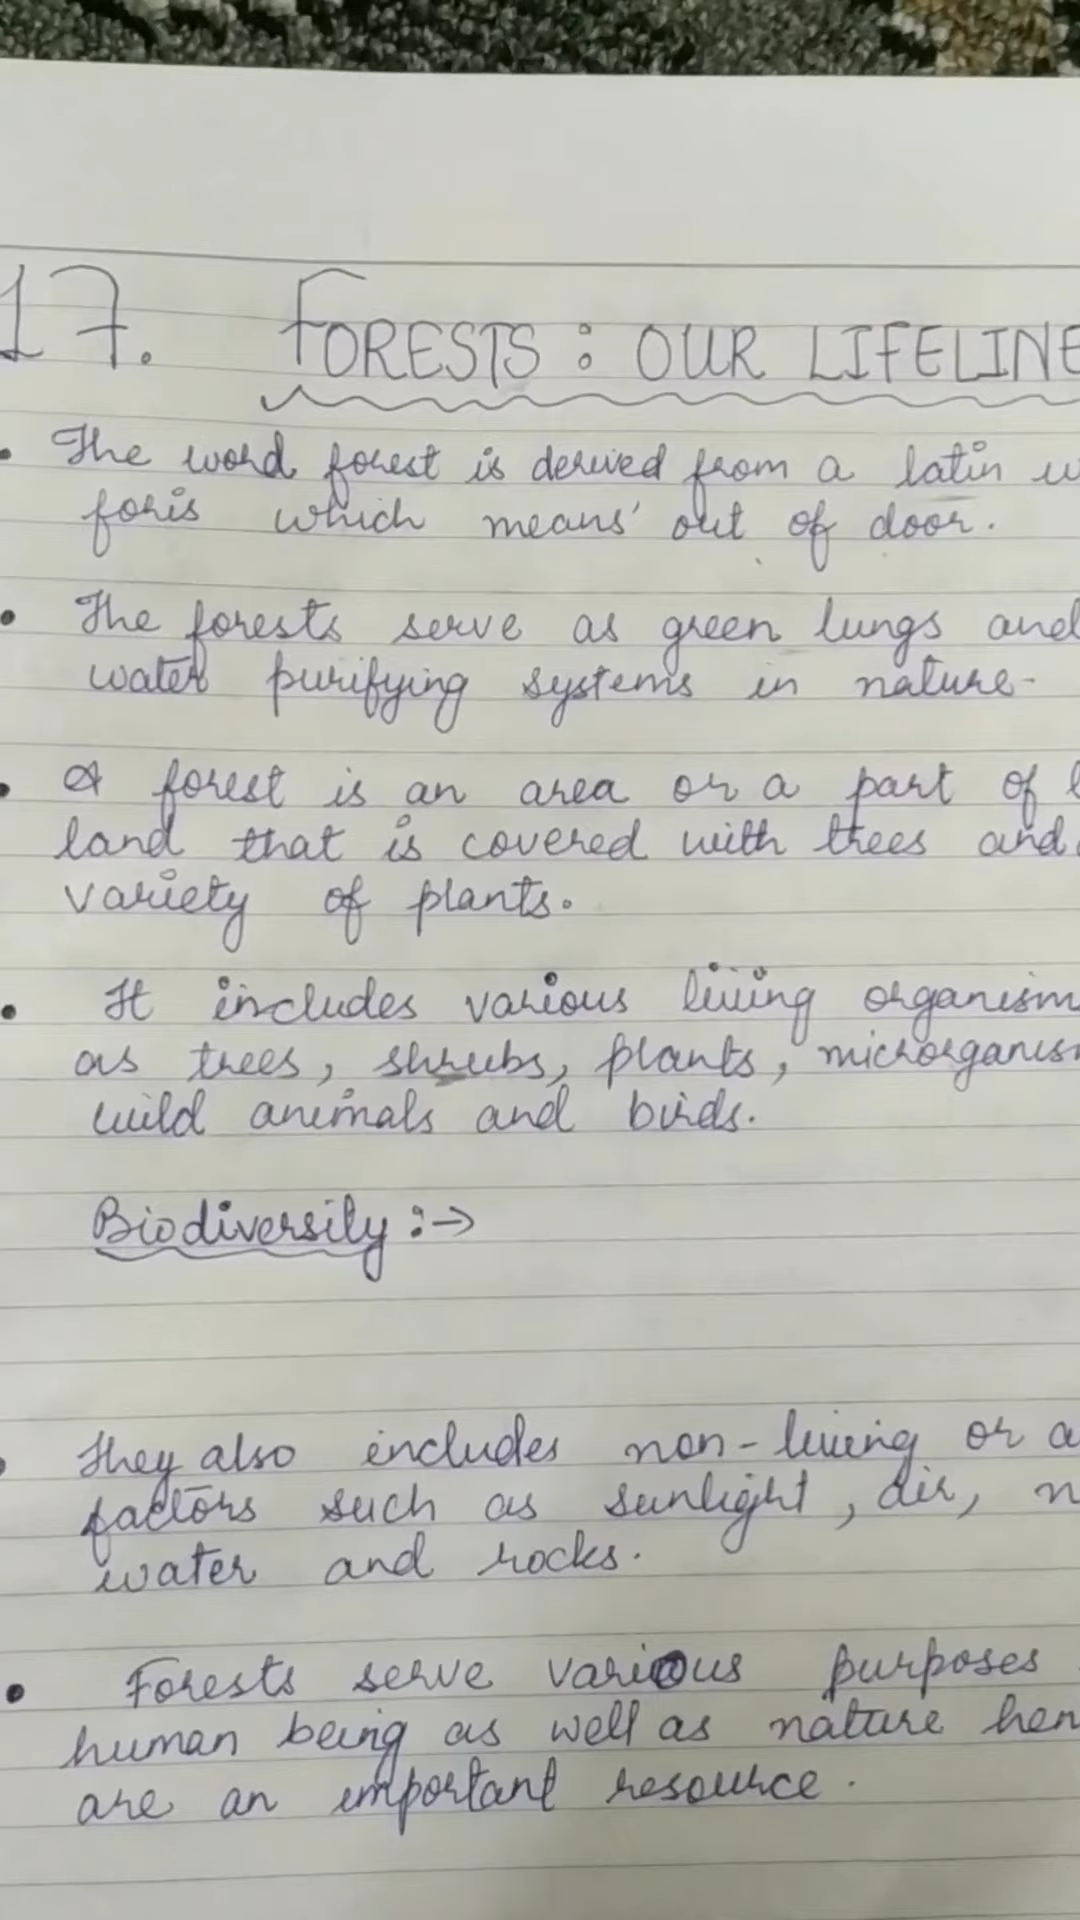 17. FORESTS : OUR LIFELINE
• The word forest is derived from a latin
foris which means' out of door.
• The forests serve as green lungs and
water purifying systems in nature.
• A forest is an area or a part of
land that is covered with trees and
variety of plants.
• It includes various living organism
as trees, shrubs, plants, microrganism
wild animals and birds.
Biodiversity :→
• They also includes non-living or a
factors such as sunlight, air,
water and rocks.
• Forests serve various purposes
human being as well as nature hen
are an important resource.